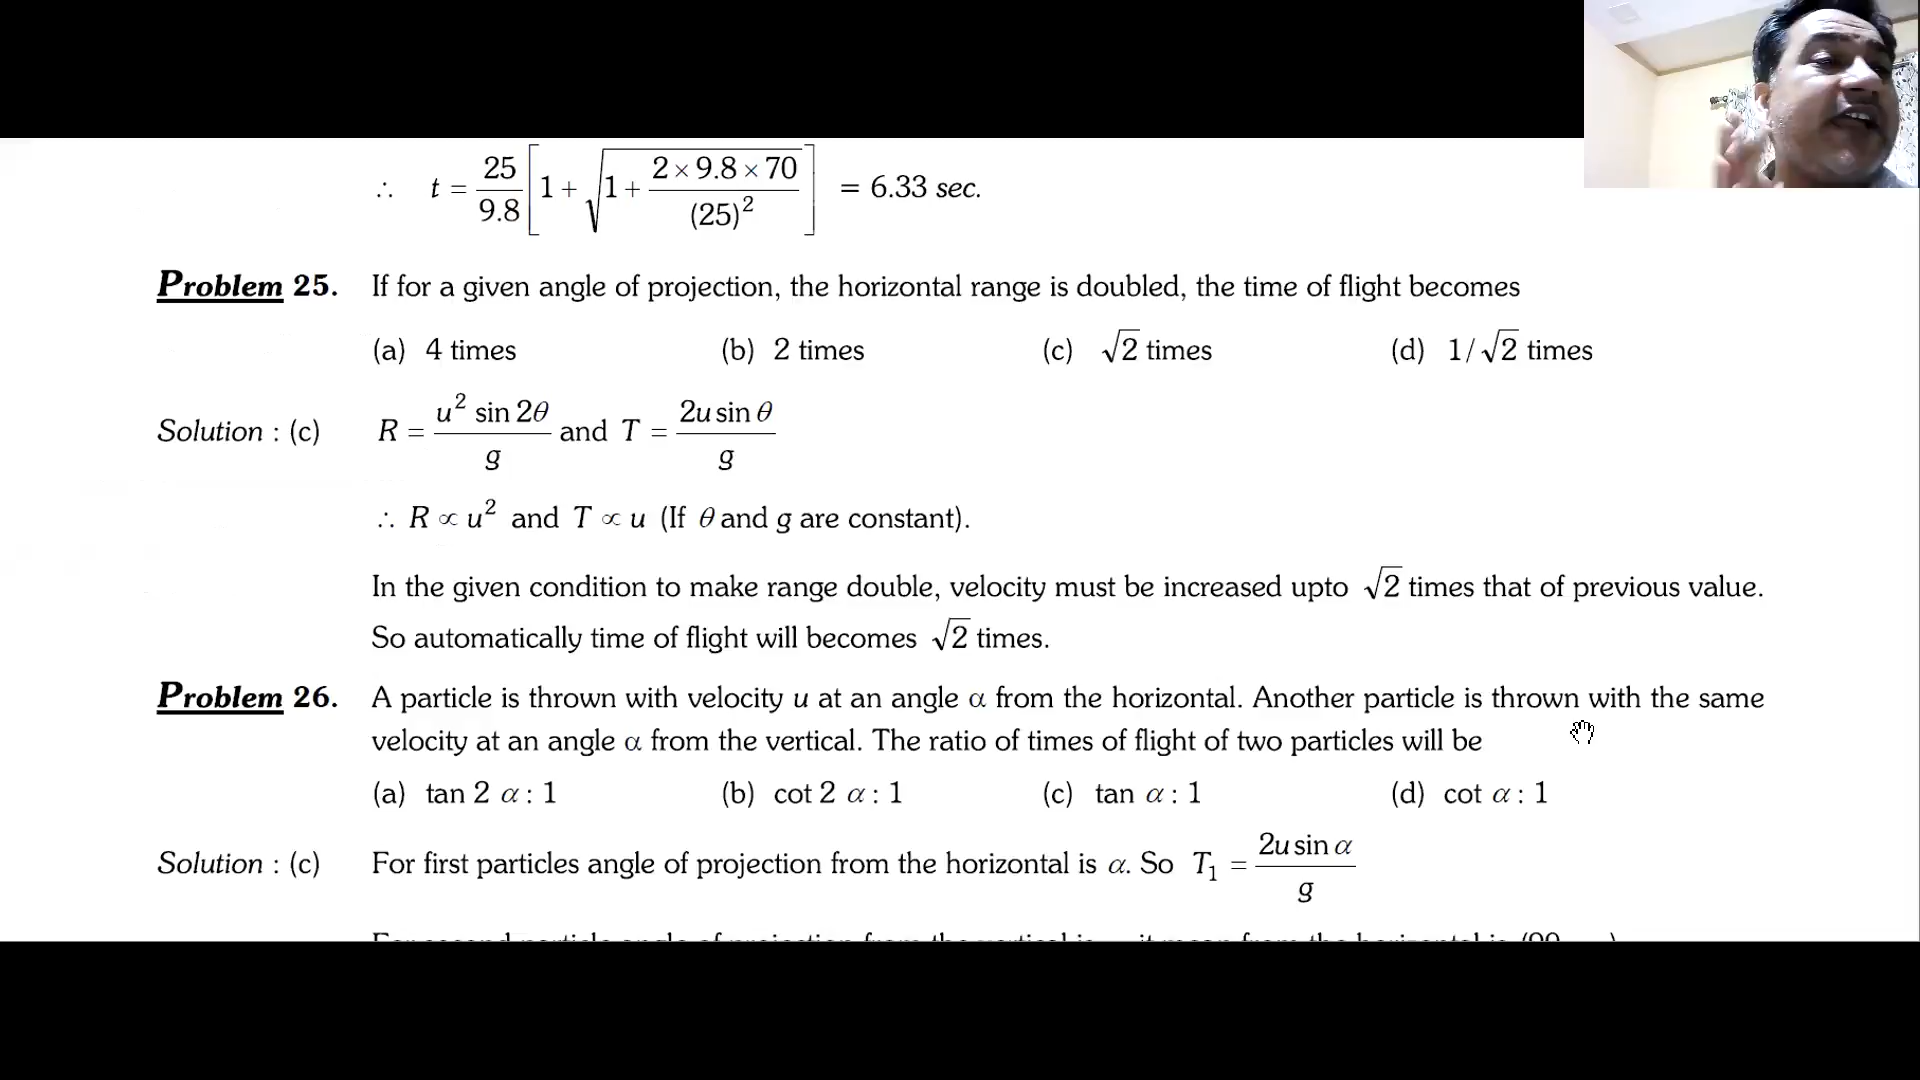 ∴ t = 25/9.8 [1 + √(1 + (2 × 9.8 × 70)/(25)²)] = 6.33 sec.
Problem 25. If for a given angle of projection, the horizontal range is doubled, the time of flight becomes
(a) 4 times (b) 2 times (c) √2 times (d) 1/√2 times
Solution : (c) R = u² sin 2θ/g and T = 2u sin θ/g
∴ R ∝ u² and T ∝ u (If θ and g are constant).
In the given condition to make range double, velocity must be increased upto √2 times that of previous value.
So automatically time of flight will becomes √2 times.
Problem 26. A particle is thrown with velocity u at an angle α from the horizontal. Another particle is thrown with the same
velocity at an angle α from the vertical. The ratio of times of flight of two particles will be
(a) tan 2 α : 1 (b) cot 2 α : 1 (c) tan α : 1 (d) cot α : 1
Solution : (c) For first particles angle of projection from the horizontal is α. So T₁ = 2u sin α/g